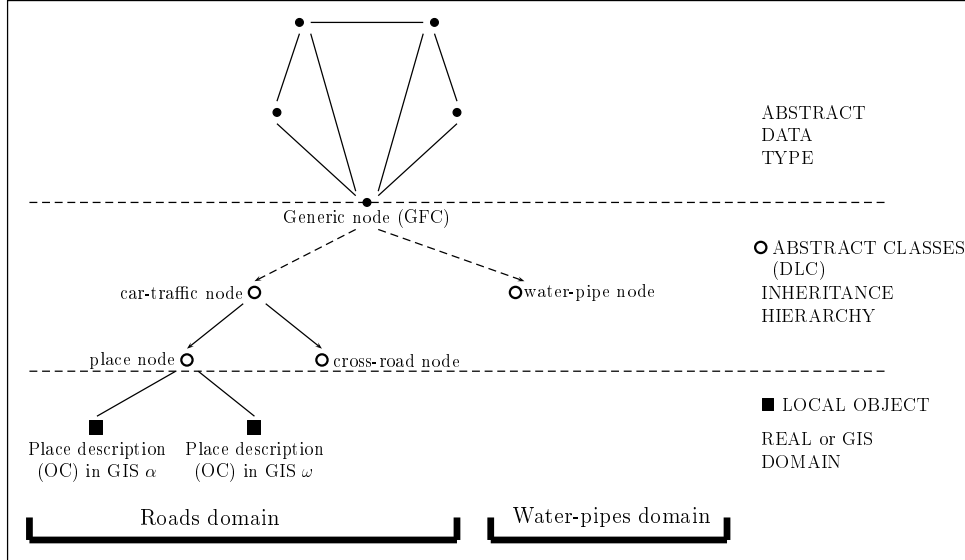 ABSTRACT
DATA
TYPE
Generic node (GFC)
ABSTRACT CLASSES
(DLC)
INHERITANCE
HIERARCHY
car-traffic node
water-pipe node
place node
cross-road node
LOCAL OBJECT
REAL or GIS
DOMAIN
Place description
(OC) in GIS α
Place description
(OC) in GIS ω
Roads domain
Water-pipes domain